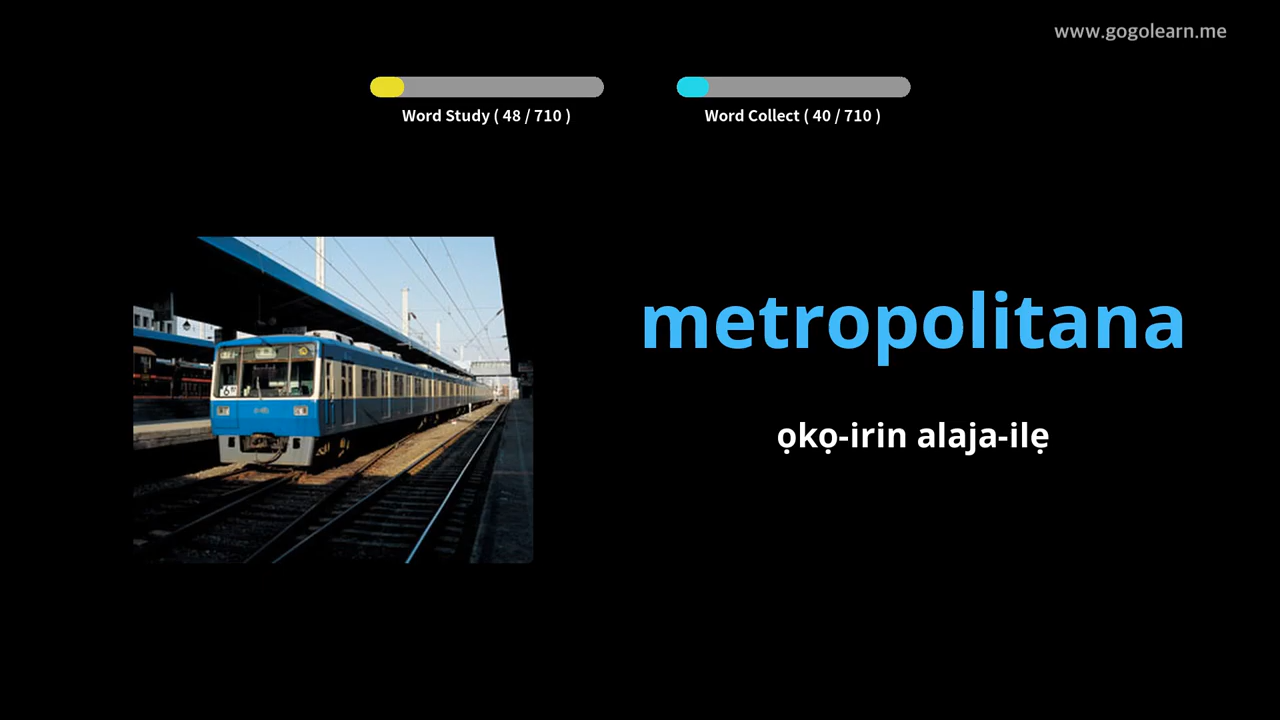 www.gogolearn.me
Word Study ( 48 / 710 )
Word Collect ( 40 / 710 )
metropolitana
ọkọ-irin alaja-ilẹ